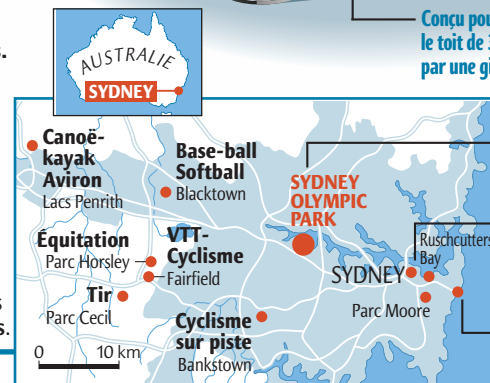 Conçu pou
le toit de 3
par une gi
s.
AUSTRALIE
SYDNEY
Canoë-
kayak
Aviron
Lacs Penrith
Base-ball
Softball
Blacktown
SYDNEY
OLYMPIC
PARK
Équitation
Parc Horsley
VTT-
Cyclisme
Fairfield
Ruschcutters
Bay
SYDNEY
Tir
Parc Cecil
Parc Moore
s
s.
Cyclisme
sur piste
Bankstown
0 10 km